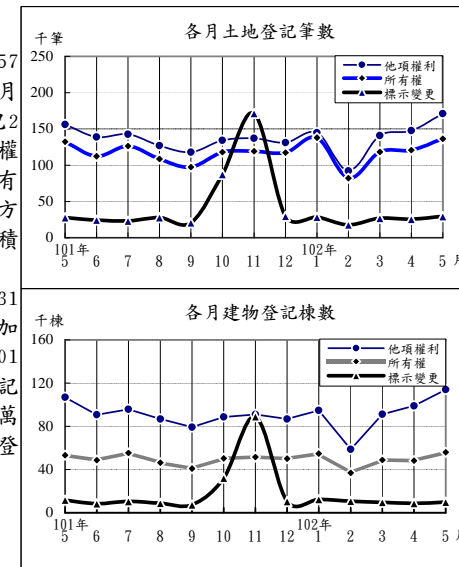 57
月
2
權
有
方
積
31
加
01
記
萬
登
各月土地登記筆數
千筆
250
200
150
100
50
0
他項權利
所有權
標示變更
101年 102年
5 6 7 8 9 10 11 12 1 2 3 4 5 月
各月建物登記棟數
千棟
160
120
80
40
0
他項權利
所有權
標示變更
101年 102年
5 6 7 8 9 10 11 12 1 2 3 4 5 月